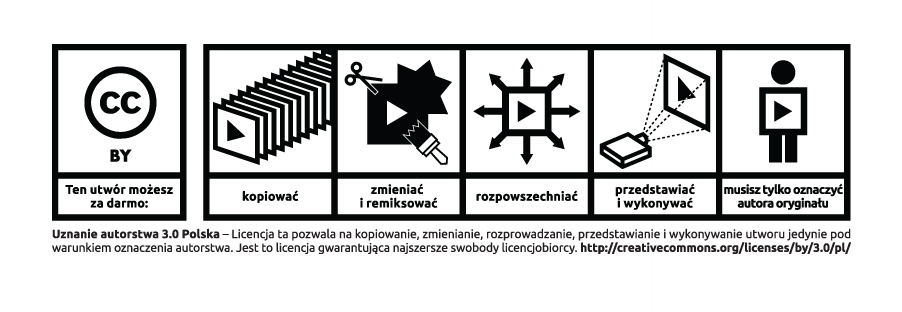 CC
BY
Ten utwór możesz
za darmo:
kopiować
zmieniać
i remiksować
rozpowszechniać
przedstawiać
i wykonywać
musisz tylko oznaczyć
autora oryginału
Uznanie autorstwa 3.0 Polska – Licencja ta pozwala na kopiowanie, zmienianie, rozprowadzanie, przedstawianie i wykonywanie utworu jedynie pod
warunkiem oznaczenia autorstwa. Jest to licencja gwarantująca najszersze swobody licencjobiorcy. http://creativecommons.org/licenses/by/3.0/pl/